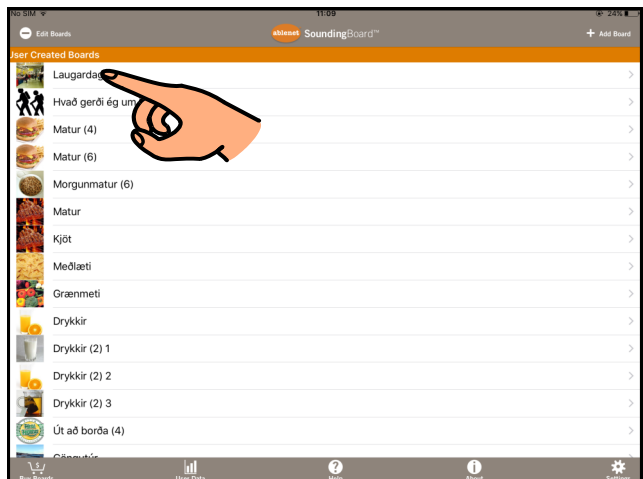 No SIM 11:09 24%
Edit Boards ablenet SoundingBoard™ + Add Board
User Created Boards
Laugardag
Hvað gerði ég um
Matur (4)
Matur (6)
Morgunmatur (6)
Matur
Kjöt
Meðlæti
Grænmeti
Drykkir
Drykkir (2) 1
Drykkir (2) 2
Drykkir (2) 3
Út að borða (4)
Göngutúr
Buy Boards User Data Help About Settings